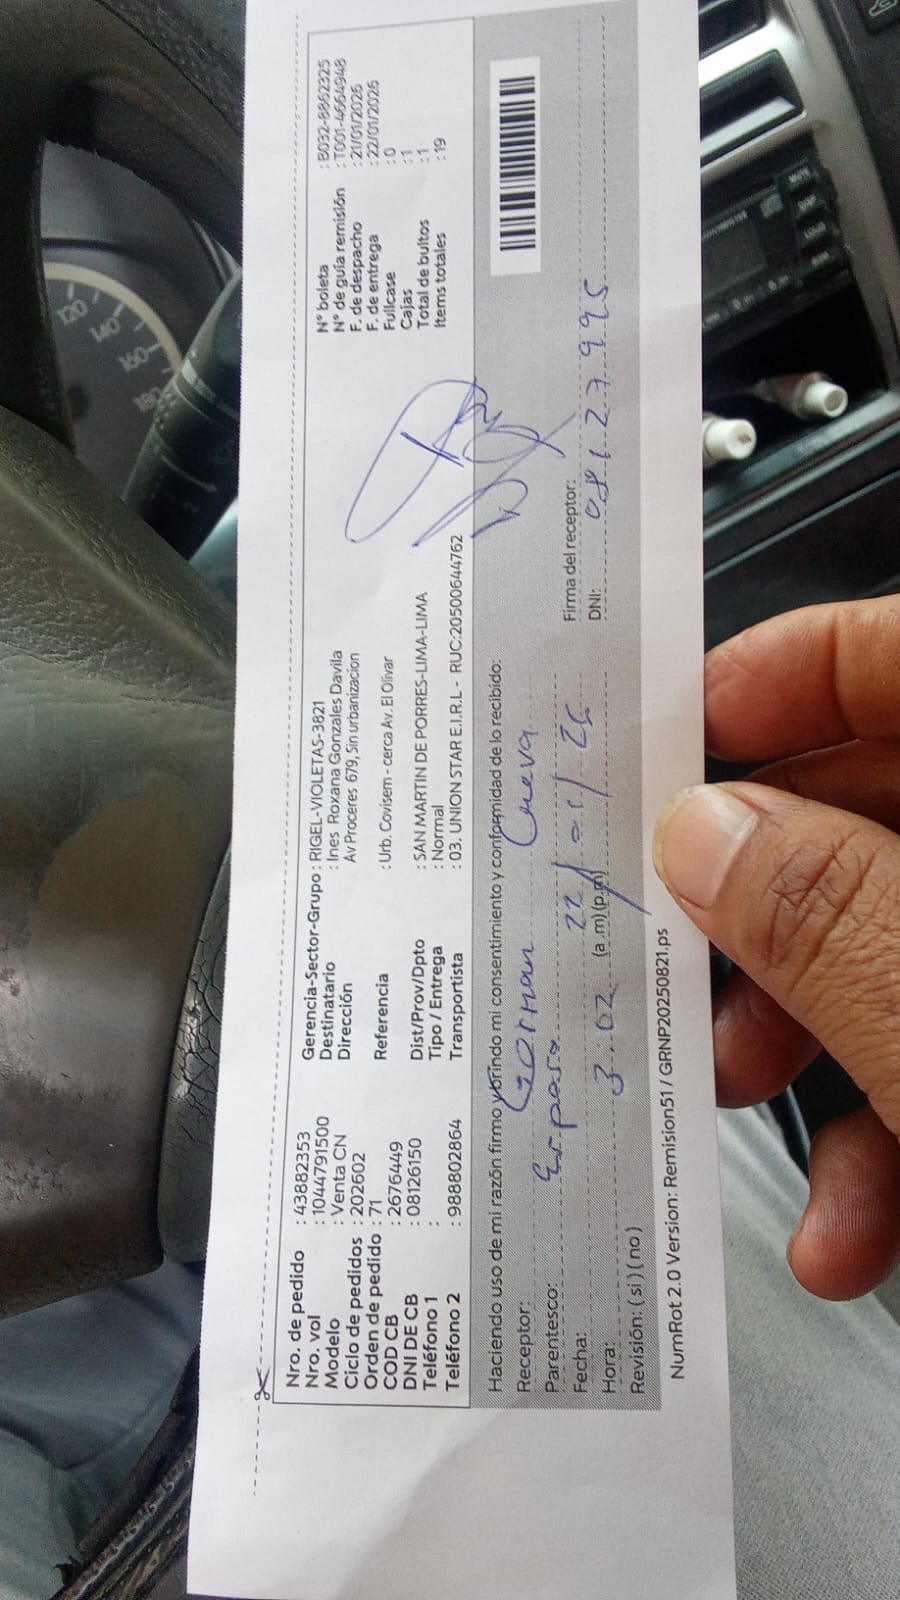 Nro. de pedido : 43882353
Nro. vol : 1044791500
Modelo : Venta CN
Ciclo de pedidos : 202602
Orden de pedido : 71
COD CB : 2676449
DNI DE CB : 08126150
Teléfono 1 :
Teléfono 2 : 988802864
Gerencia-Sector-Grupo : RIGEL-VIOLETAS-3821
Destinatario : Ines Roxana Gonzales Davila
Dirección Av Proceres 679, Sin urbanizacion
Referencia : Urb. Covisem - cerca Av. El Olivar
Dist/Prov/Dpto : SAN MARTIN DE PORRES-LIMA-LIMA
Tipo / Entrega : Normal
Transportista : 03. UNION STAR E.I.R.L - RUC:20500644762
N° boleta : B032-8862325
N° de guía remisión : T001-4664948
F. de despacho : 21/01/2026
F. de entrega : 22/01/2026
Fullcase : 0
Cajas : 1
Total de bultos : 1
Items totales : 19
Haciendo uso de mi razón firmo y brindo mi consentimiento y conformidad de lo recibido:
Receptor: German Cueva
Parentesco: Esposo
Fecha: 22/01/26
Hora: 3:02 (a.m)(p.m)
Revisión: (si)(no)
Firma del receptor:
DNI: 08127995
NumRot 2.0 Version: Remision51 / GRNP20250821.ps
120
140
160
180